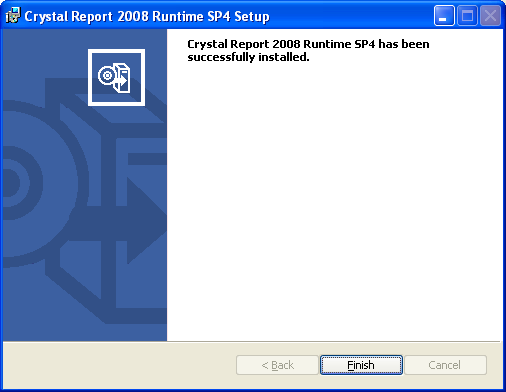 Crystal Report 2008 Runtime SP4 Setup
Crystal Report 2008 Runtime SP4 has been
successfully installed.
< Back
Finish
Cancel